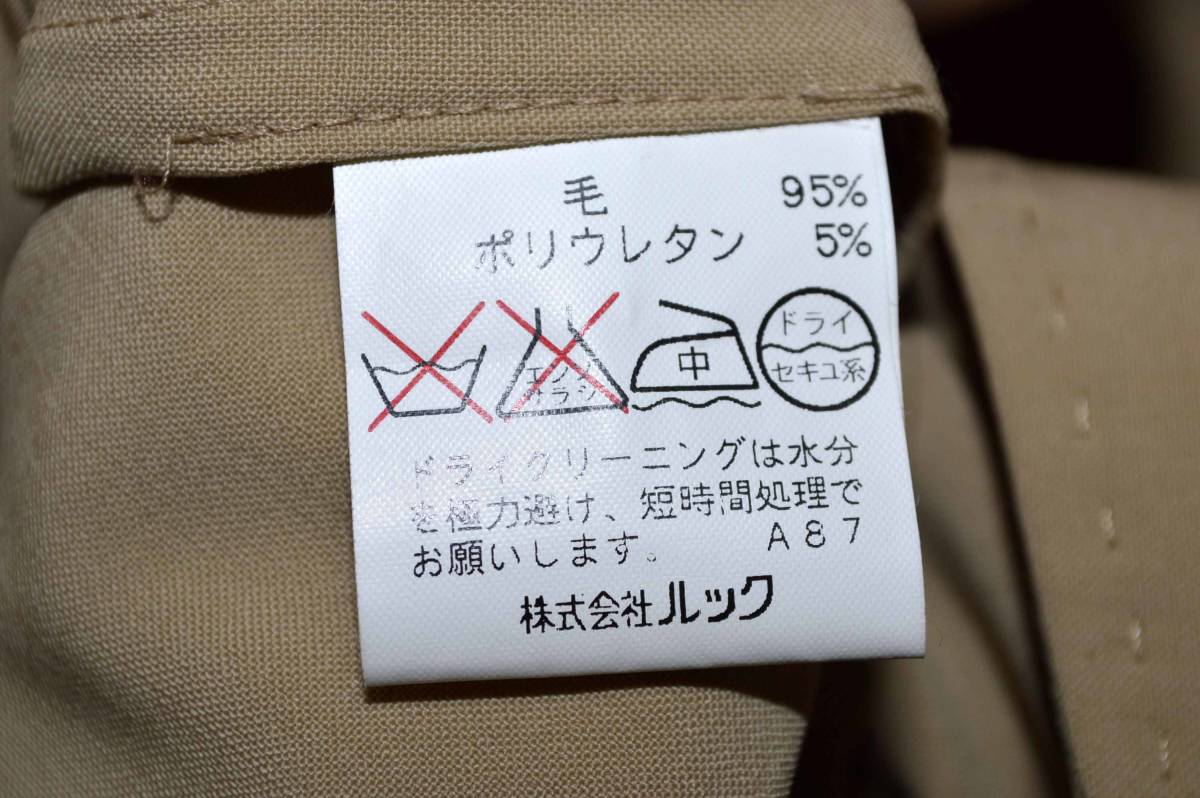 毛 95%
ポリウレタン 5%
エンソ
サラシ
中
ドライ
セキユ系
ドライクリーニングは水分
を極力避け、短時間処理で
お願いします。 A87
株式会社ルック